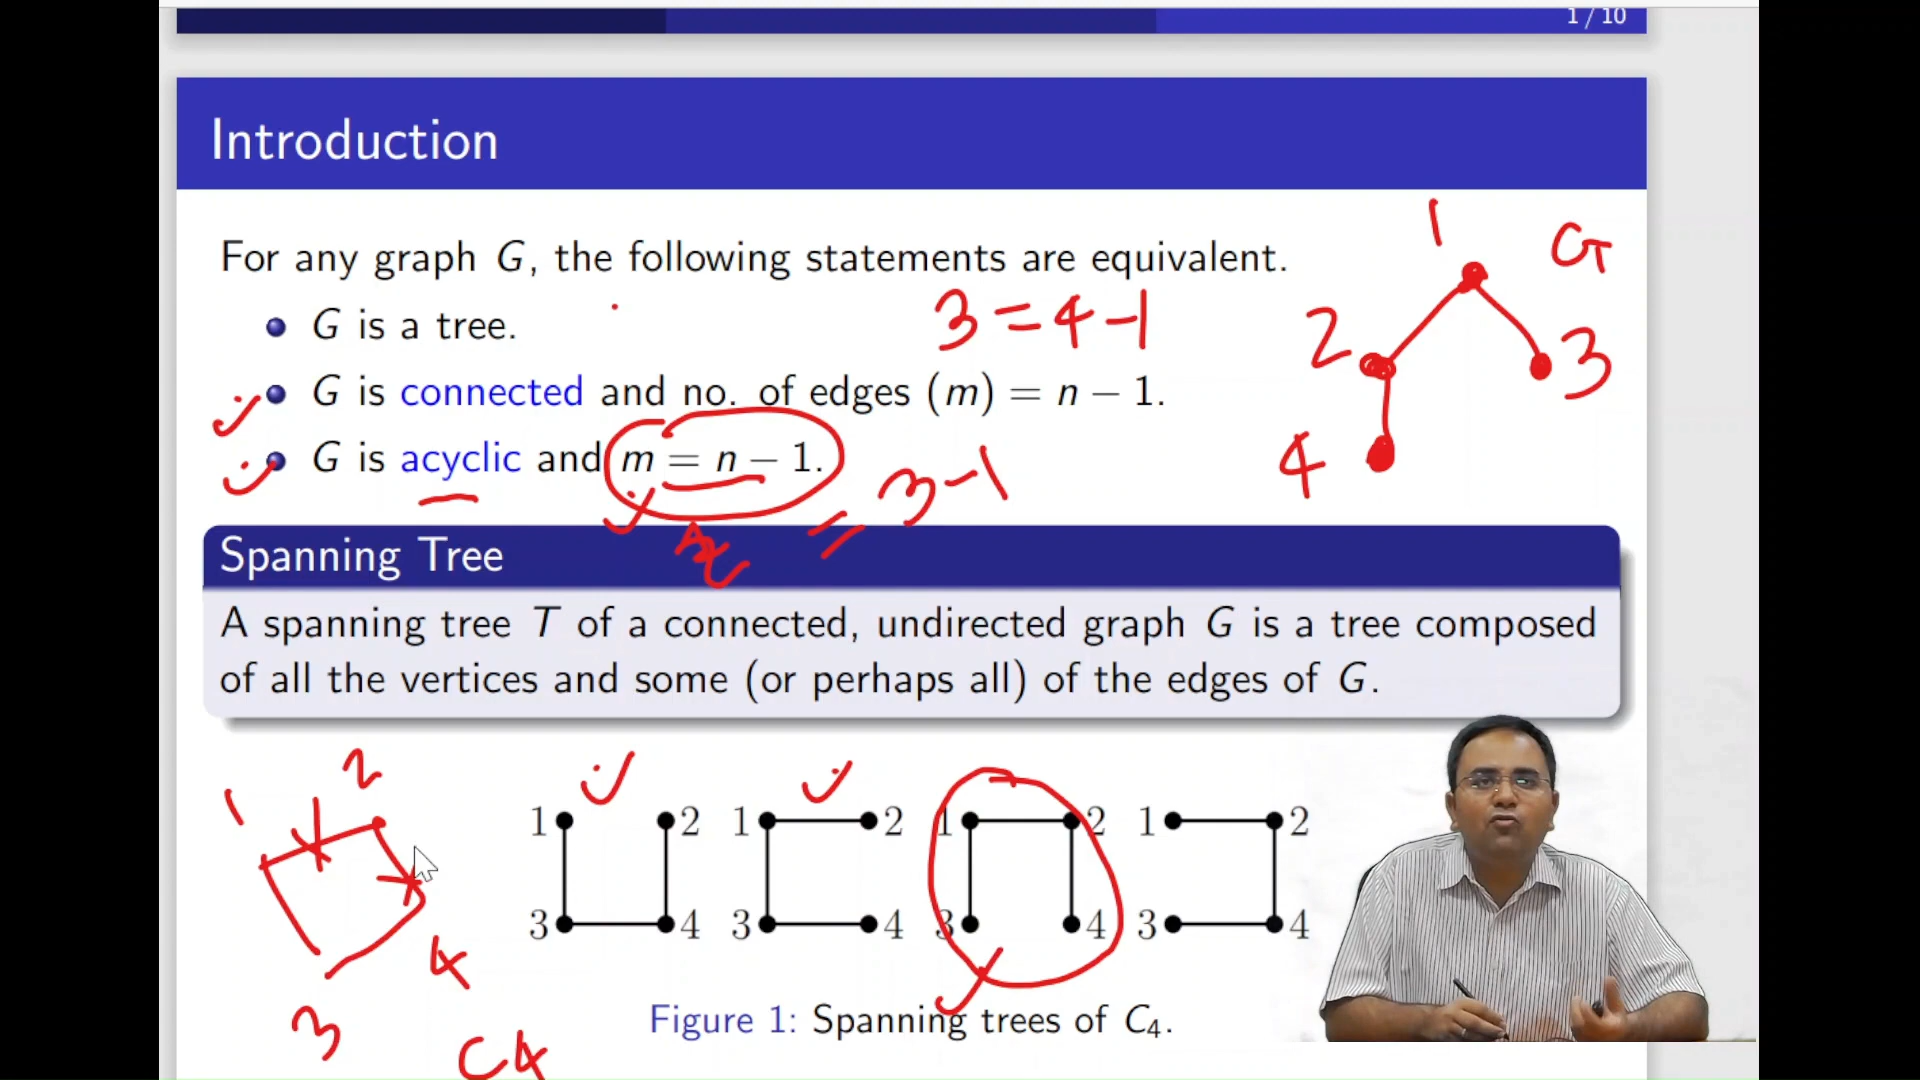 1 / 10
Introduction
For any graph G, the following statements are equivalent.
1 G
G is a tree.
3 = 4 - 1
2
3
G is connected and no. of edges (m) = n − 1.
G is acyclic and m = n − 1.
= 3 - 1
4
Spanning Tree
A spanning tree T of a connected, undirected graph G is a tree composed
of all the vertices and some (or perhaps all) of the edges of G.
1 2
3 4
C4
1 2 1 2 1 2 1 2
3 4 3 4 3 4 3 4
Figure 1: Spanning trees of C₄.